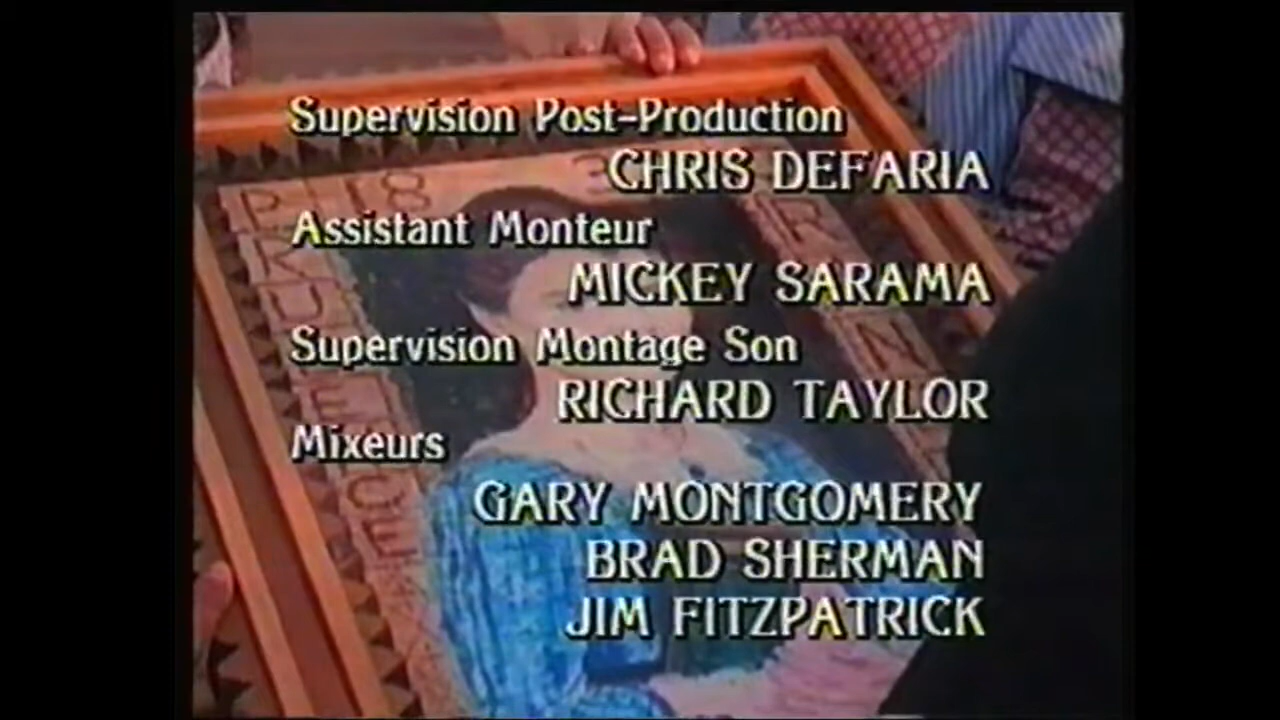 Supervision Post-Production
CHRIS DEFARIA
Assistant Monteur
MICKEY SARAMA
Supervision Montage Son
RICHARD TAYLOR
Mixeurs
GARY MONTGOMERY
BRAD SHERMAN
JIM FITZPATRICK